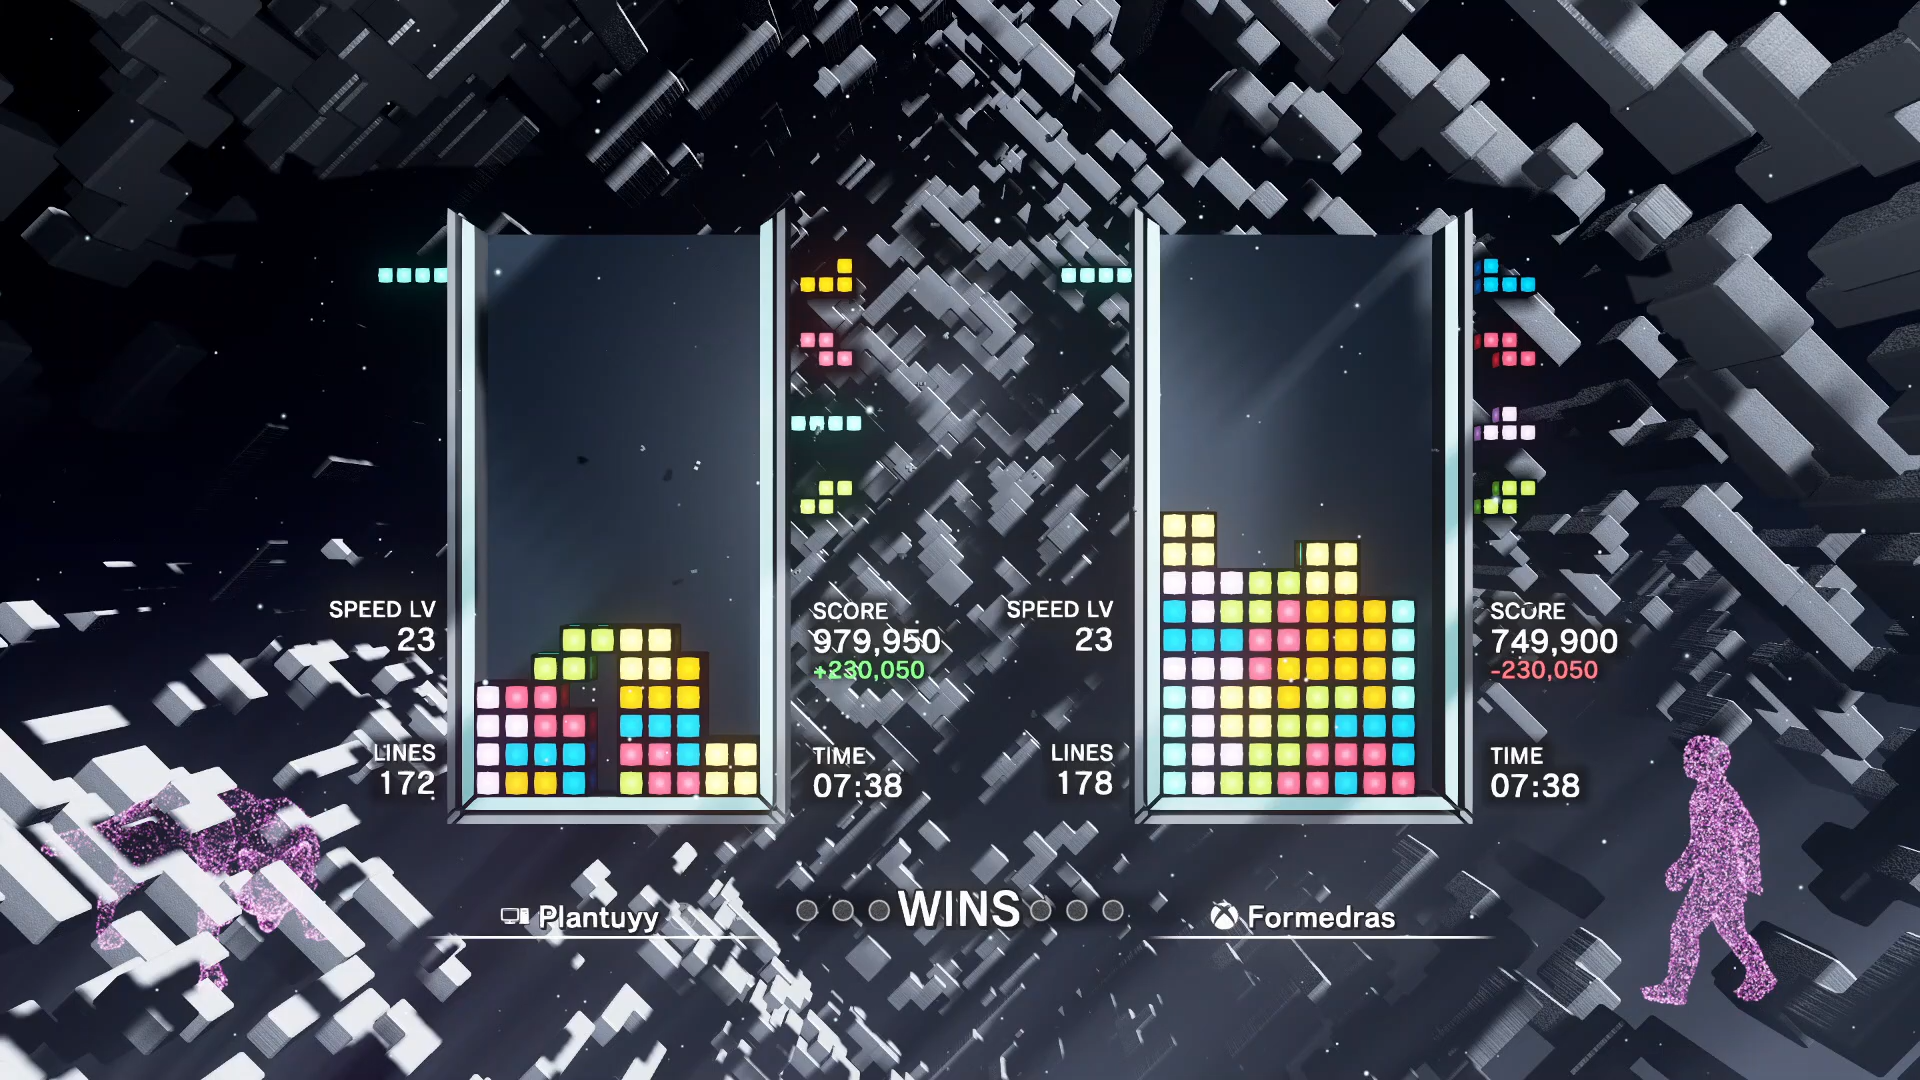 SPEED LV
23
LINES
172
SCORE
979,950
+230,050
TIME
07:38
SPEED LV
23
LINES
178
SCORE
749,900
-230,050
TIME
07:38
Plantuyy
WINS
Formedras